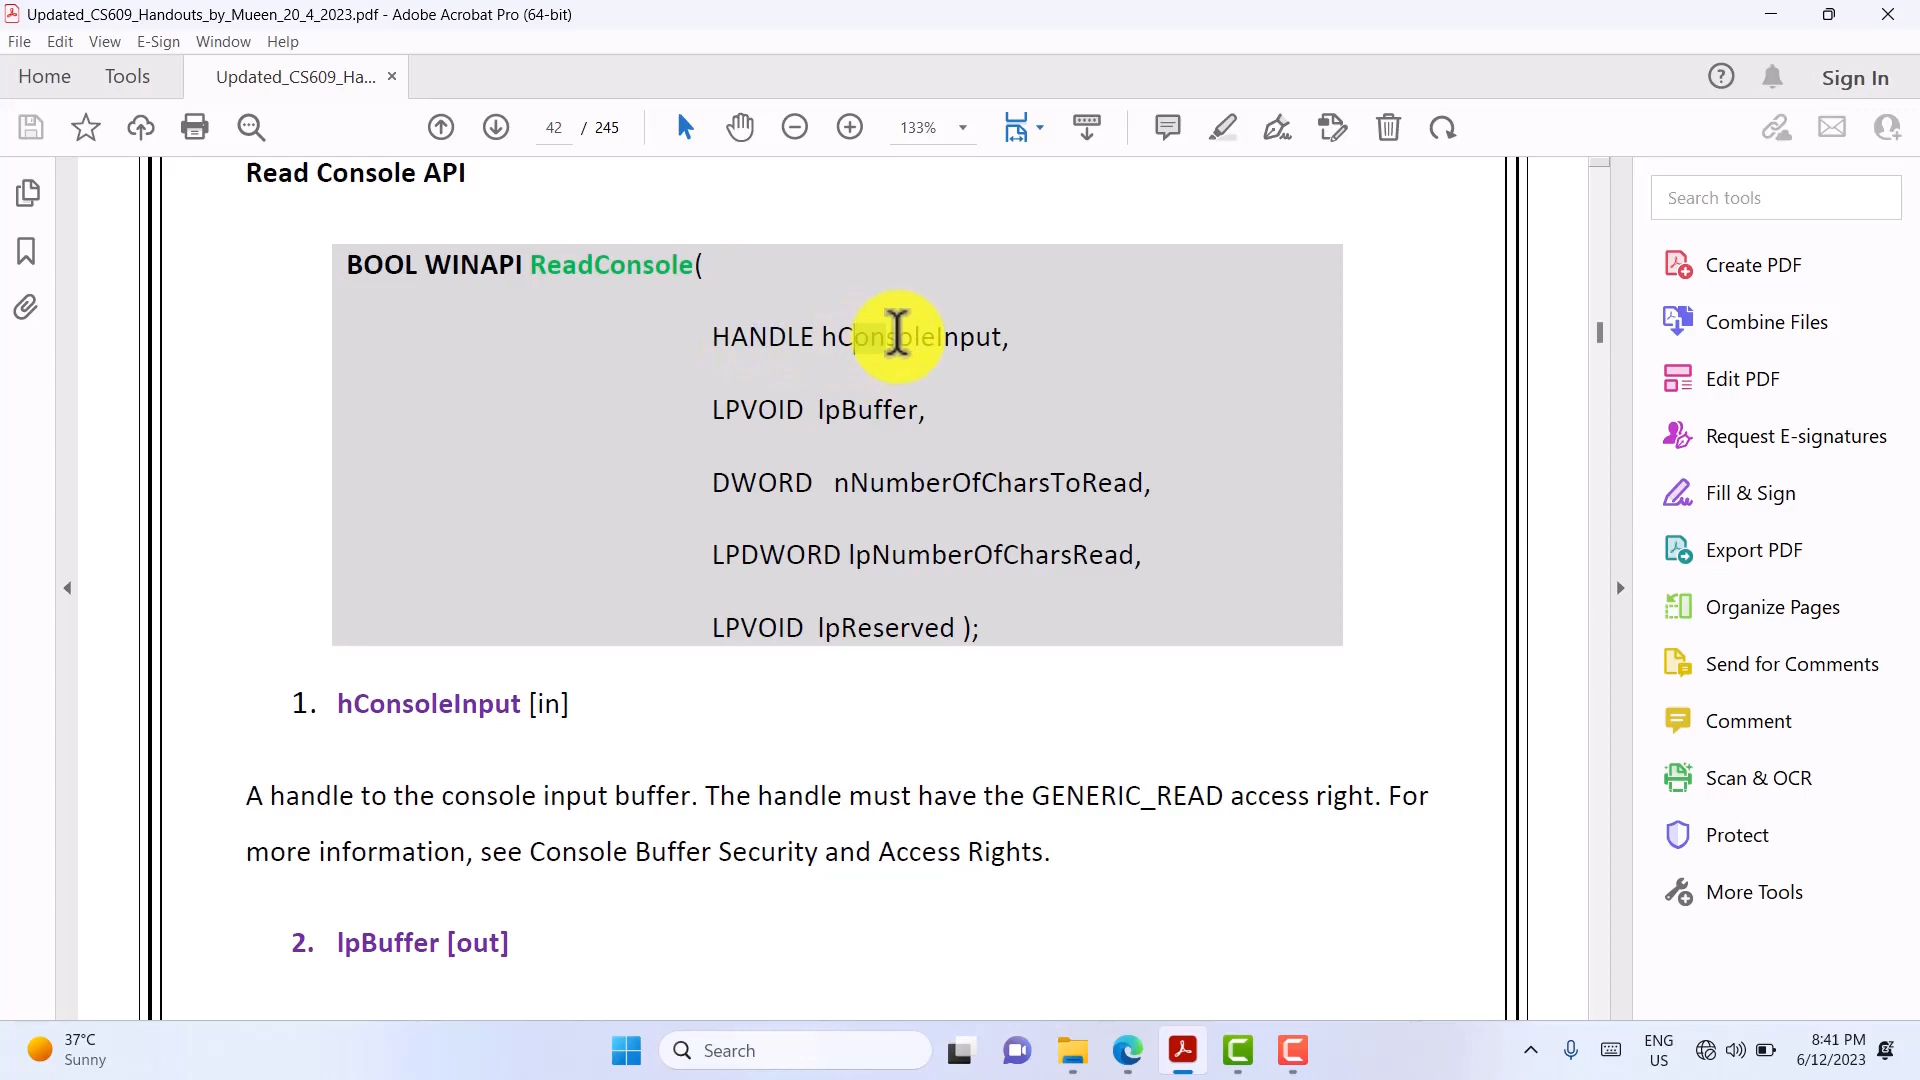 Updated_CS609_Handouts_by_Mueen_20_4_2023.pdf - Adobe Acrobat Pro (64-bit)
File Edit View E-Sign Window Help
Home Tools Updated_CS609_Ha... × Sign In
42 / 245 133%
Read Console API
BOOL WINAPI ReadConsole(
HANDLE hConsoleInput,
LPVOID lpBuffer,
DWORD nNumberOfCharsToRead,
LPDWORD lpNumberOfCharsRead,
LPVOID lpReserved );
1. hConsoleInput [in]
A handle to the console input buffer. The handle must have the GENERIC_READ access right. For
more information, see Console Buffer Security and Access Rights.
2. lpBuffer [out]
Search tools
Create PDF
Combine Files
Edit PDF
Request E-signatures
Fill & Sign
Export PDF
Organize Pages
Send for Comments
Comment
Scan & OCR
Protect
More Tools
37°C
Sunny
Search
ENG
US
8:41 PM
6/12/2023